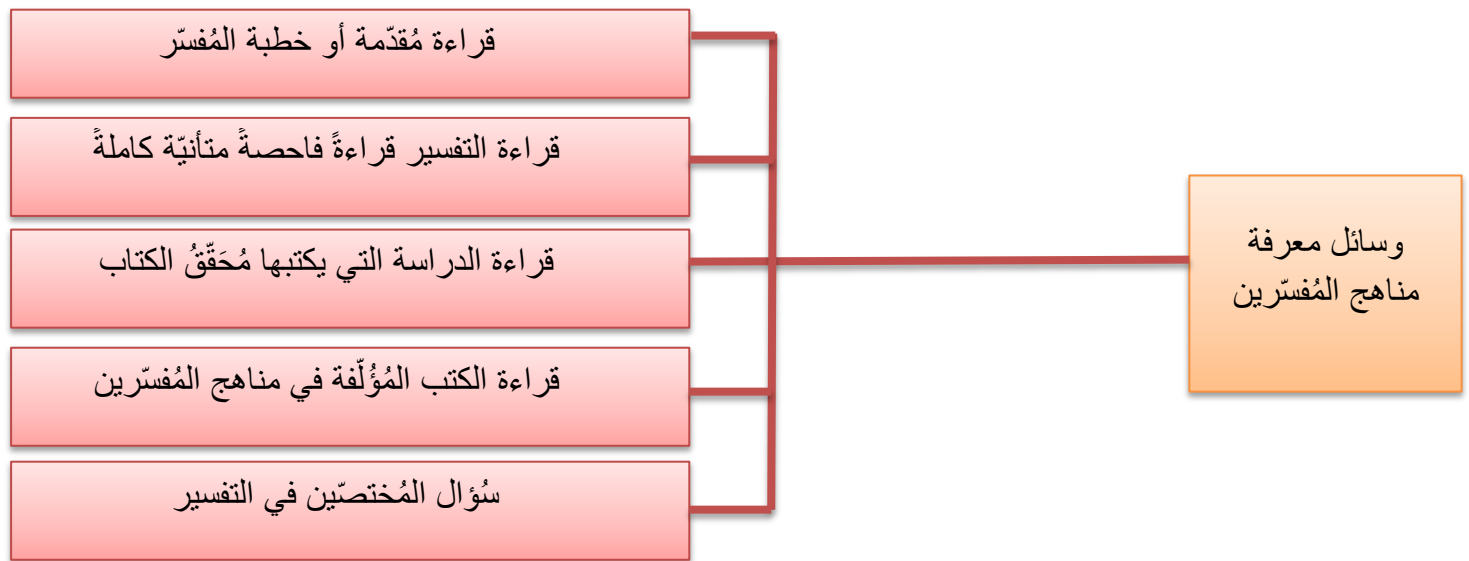 وسائل معرفة
مناهج المُفسّرين
قراءة مُقدّمة أو خطبة المُفسّر
قراءة التفسير قراءةً فاحصةً متأنيّة كاملةً
قراءة الدراسة التي يكتبها مُحَقّقُ الكتاب
قراءة الكتب المُؤُلّفة في مناهج المُفسّرين
سُؤال المُختصّين في التفسير